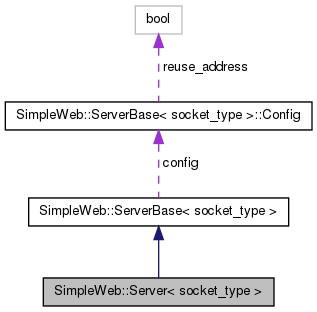 bool
reuse_address
SimpleWeb::ServerBase< socket_type >::Config
config
SimpleWeb::ServerBase< socket_type >
SimpleWeb::Server< socket_type >